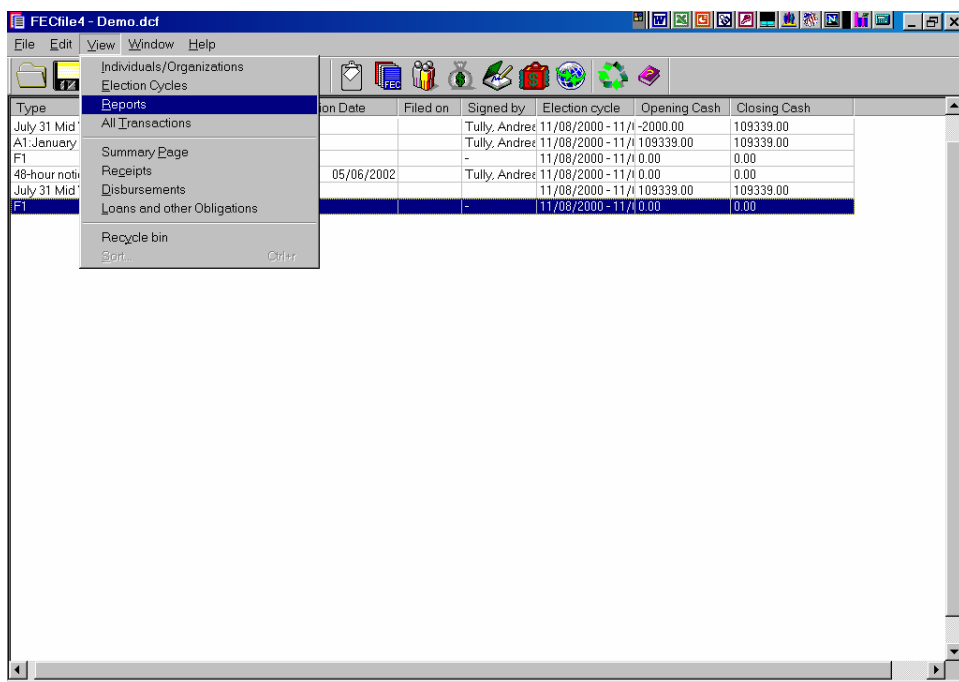 FECfile4 - Demo.dcf
File Edit View Window Help
Individuals/Organizations
Election Cycles
Reports
All Transactions
Summary Page
Receipts
Disbursements
Loans and other Obligations
Recycle bin
Sort... Ctrl+r
FEC
Type ion Date Filed on Signed by Election cycle Opening Cash Closing Cash
July 31 Mid Tully, Andrea 11/08/2000 - 11/ -2000.00 109339.00
A1:January Tully, Andrea 11/08/2000 - 11/ 109339.00 109339.00
F1 - 11/08/2000 - 11/ 0.00 0.00
48-hour noti 05/06/2002 Tully, Andrea 11/08/2000 - 11/ 0.00 0.00
July 31 Mid 11/08/2000 - 11/ 109339.00 109339.00
F1 - 11/08/2000 - 11/ 0.00 0.00